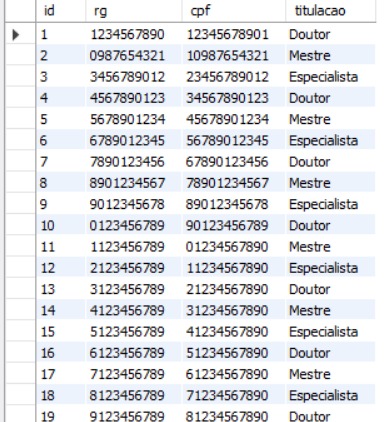 id rg cpf titulacao
1 1234567890 12345678901 Doutor
2 0987654321 10987654321 Mestre
3 3456789012 23456789012 Especialista
4 4567890123 34567890123 Doutor
5 5678901234 45678901234 Mestre
6 6789012345 56789012345 Especialista
7 7890123456 67890123456 Doutor
8 8901234567 78901234567 Mestre
9 9012345678 89012345678 Especialista
10 0123456789 90123456789 Doutor
11 1123456789 01234567890 Mestre
12 2123456789 11234567890 Especialista
13 3123456789 21234567890 Doutor
14 4123456789 31234567890 Mestre
15 5123456789 41234567890 Especialista
16 6123456789 51234567890 Doutor
17 7123456789 61234567890 Mestre
18 8123456789 71234567890 Especialista
19 9123456789 81234567890 Doutor